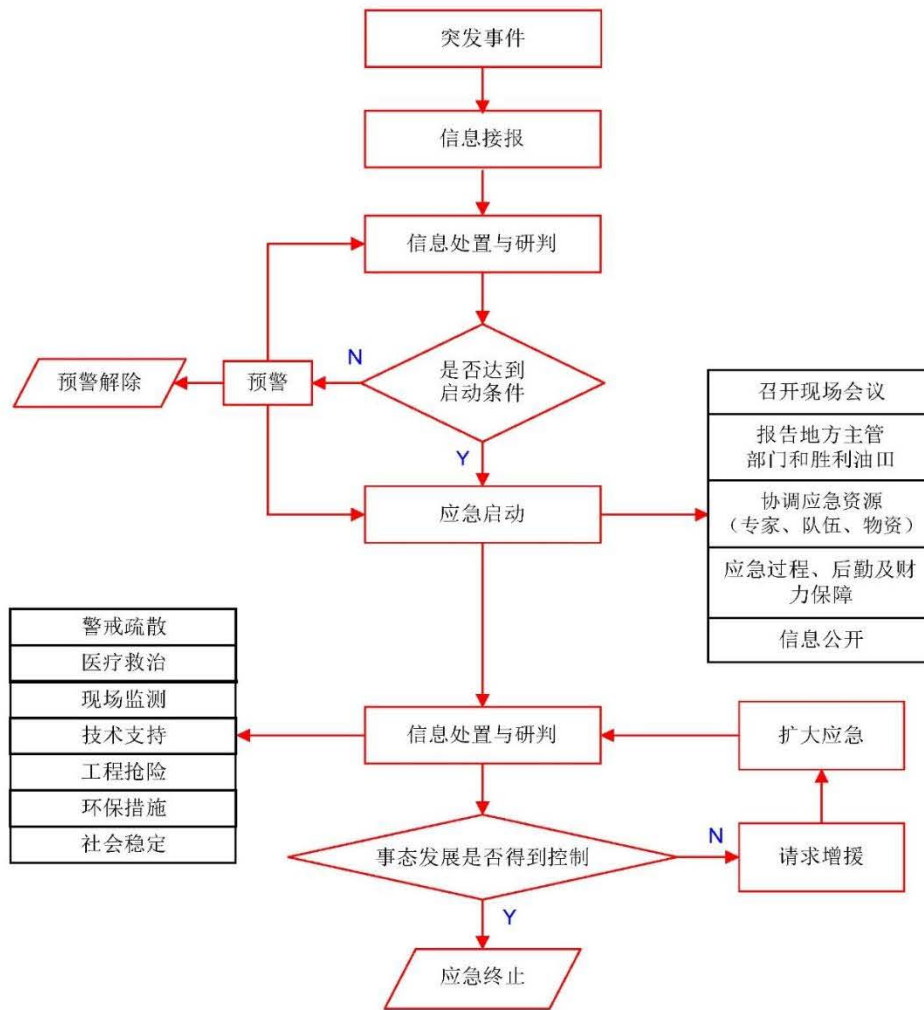 突发事件
信息接报
信息处置与研判
是否达到
启动条件
N
预警
预警解除
Y
应急启动
召开现场会议
报告地方主管
部门和胜利油田
协调应急资源
（专家、队伍、物资）
应急过程、后勤及财
力保障
信息公开
警戒疏散
医疗救治
现场监测
技术支持
工程抢险
环保措施
社会稳定
信息处置与研判
扩大应急
事态发展是否得到控制
N
请求增援
Y
应急终止